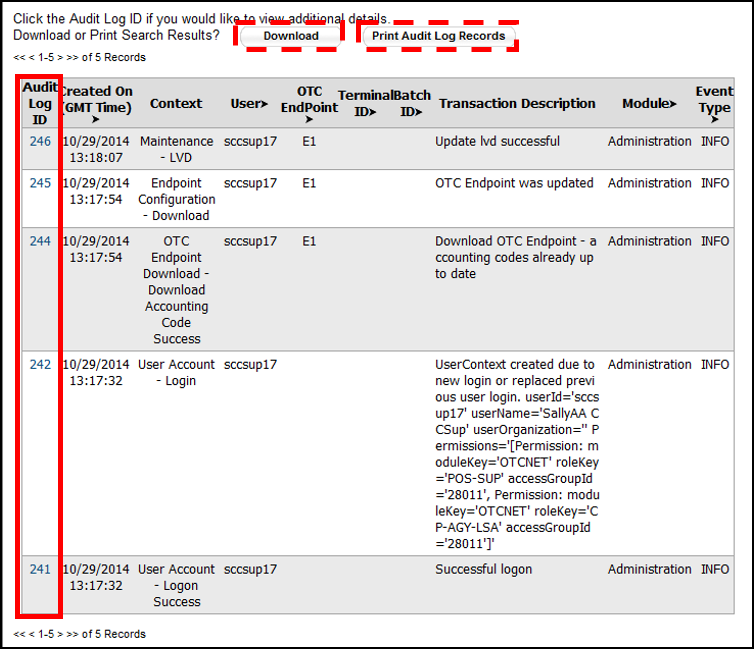 Click the Audit Log ID if you would like to view additional details.
Download or Print Search Results? Download Print Audit Log Records
<< < 1-5 > >> of 5 Records
Audit Log ID Created On (GMT Time)➤ Context User➤ OTC EndPoint➤ Terminal ID➤ Batch ID➤ Transaction Description Module➤ Event Type➤
246 10/29/2014 Maintenance sccsup17 E1 Update lvd successful Administration INFO
13:18:07 - LVD
245 10/29/2014 Endpoint sccsup17 E1 OTC Endpoint was updated Administration INFO
13:17:54 Configuration
- Download
244 10/29/2014 OTC sccsup17 E1 Download OTC Endpoint - a Administration INFO
13:17:54 Endpoint ccounting codes already up
Download - to date
Download
Accounting
Code
Success
242 10/29/2014 User Account sccsup17 UserContext created due to Administration INFO
13:17:32 - Login new login or replaced previ
ous user login. userId='sccs
up17' userName='SallyAA C
CSup' userOrganization='' P
ermissions='[Permission: m
oduleKey='OTCNET' roleKey
='POS-SUP' accessGroupId
='28011', Permission: modu
leKey='OTCNET' roleKey='C
P-AGY-LSA' accessGroupId
='28011']'
241 10/29/2014 User Account sccsup17 Successful logon Administration INFO
13:17:32 - Logon
Success
<< < 1-5 > >> of 5 Records